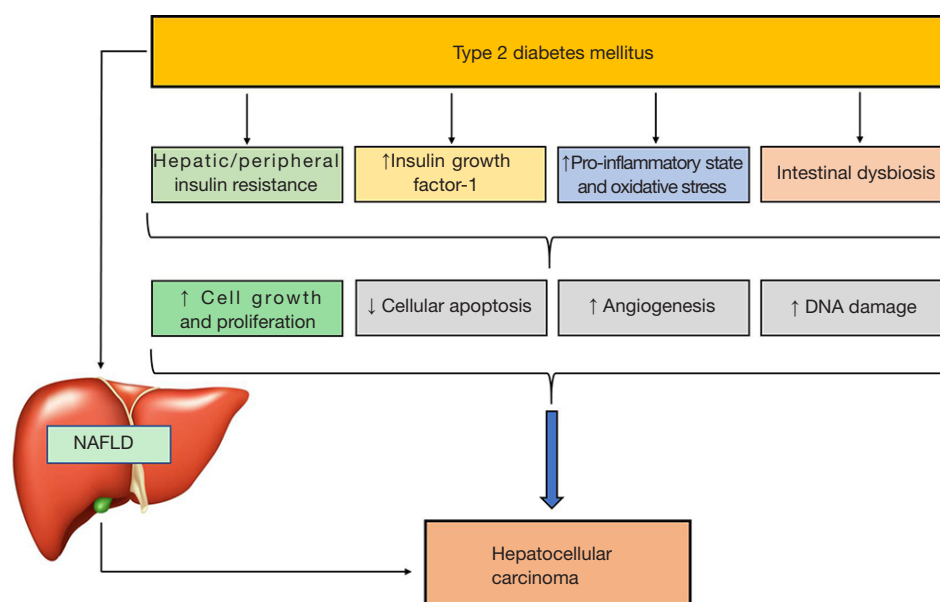 Type 2 diabetes mellitus
Hepatic/peripheral
insulin resistance
↑Insulin growth
factor-1
↑Pro-inflammatory state
and oxidative stress
Intestinal dysbiosis
↑ Cell growth
and proliferation
↓ Cellular apoptosis
↑ Angiogenesis
↑ DNA damage
NAFLD
Hepatocellular
carcinoma